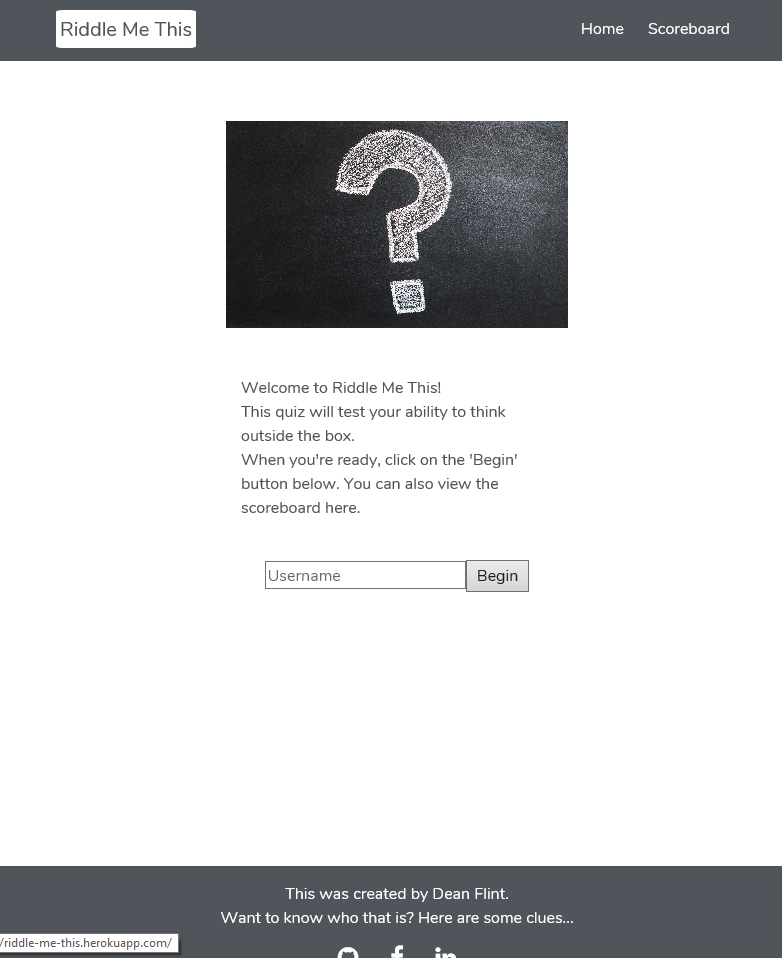 Riddle Me This
Home
Scoreboard
Welcome to Riddle Me This!
This quiz will test your ability to think
outside the box.
When you're ready, click on the 'Begin'
button below. You can also view the
scoreboard here.
Username
Begin
This was created by Dean Flint.
Want to know who that is? Here are some clues...
/riddle-me-this.herokuapp.com/